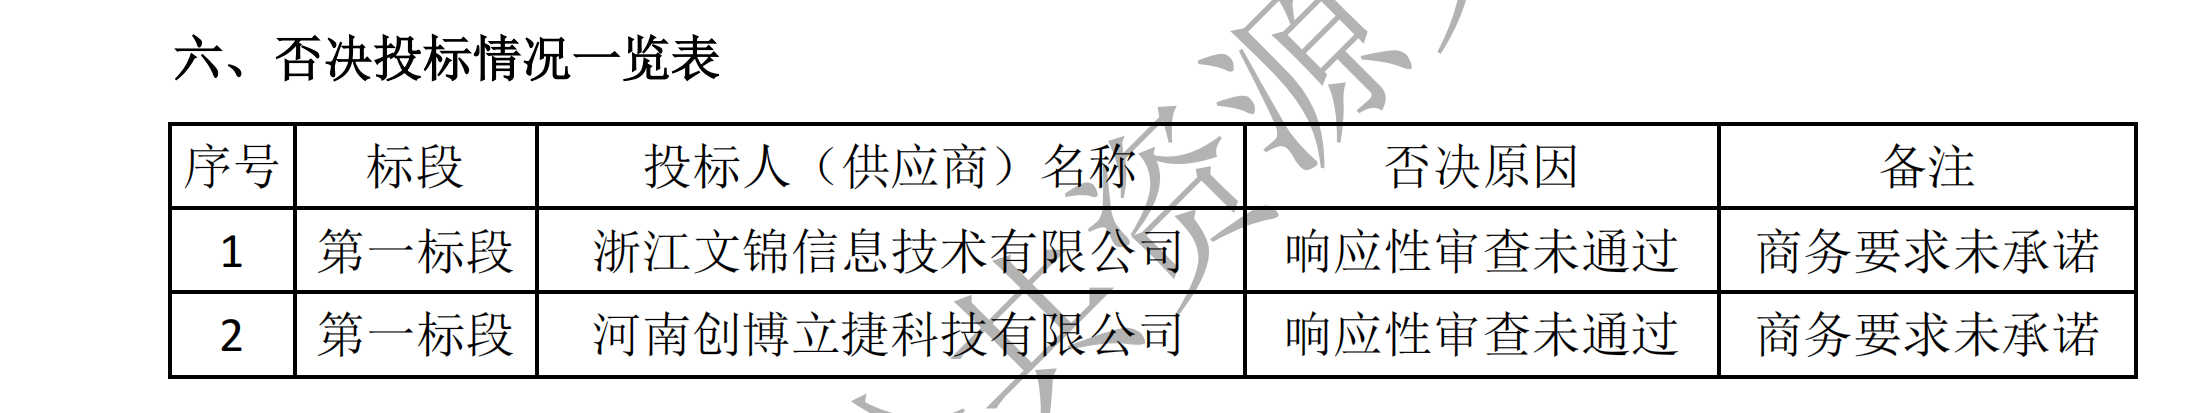 六、否决投标情况一览表
序号 标段 投标人（供应商）名称 否决原因 备注
1 第一标段 浙江文锦信息技术有限公司 响应性审查未通过 商务要求未承诺
2 第一标段 河南创博立捷科技有限公司 响应性审查未通过 商务要求未承诺
共资源